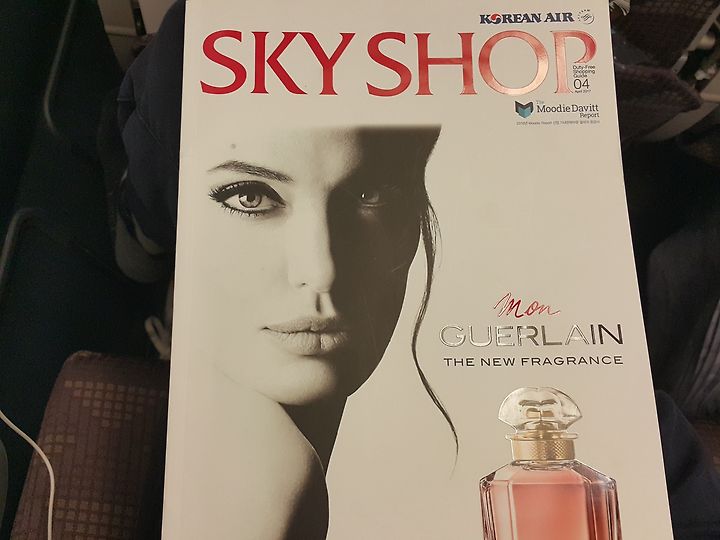 KOREAN AIR
SKY SHOP
Duty-Free
Shopping
Guide
04
April 2017
The
Moodie Davitt
Report
Mon
GUERLAIN
THE NEW FRAGRANCE